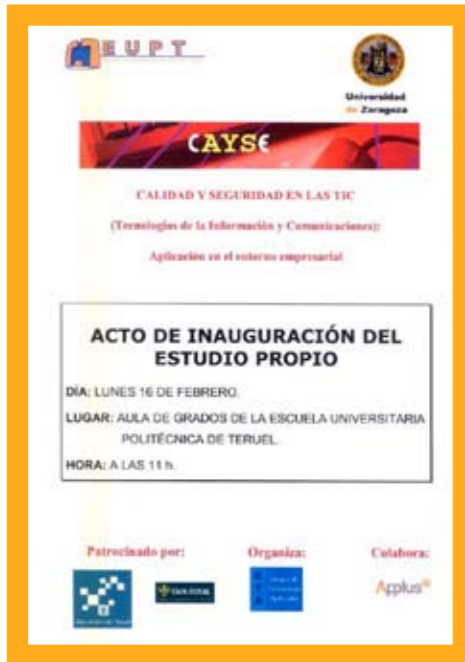 EUPT
Universidad
de Zaragoza
CAYSE
CALIDAD Y SEGURIDAD EN LAS TIC
(Tecnologías de la Información y Comunicaciones):
Aplicación en el entorno empresarial
ACTO DE INAUGURACIÓN DEL
ESTUDIO PROPIO
DÍA: LUNES 16 DE FEBRERO.
LUGAR: AULA DE GRADOS DE LA ESCUELA UNIVERSITARIA
POLITÉCNICA DE TERUEL.
HORA: A LAS 11 h.
Patrocinado por: Organiza: Colabora:
CAJA RURAL
Applus+